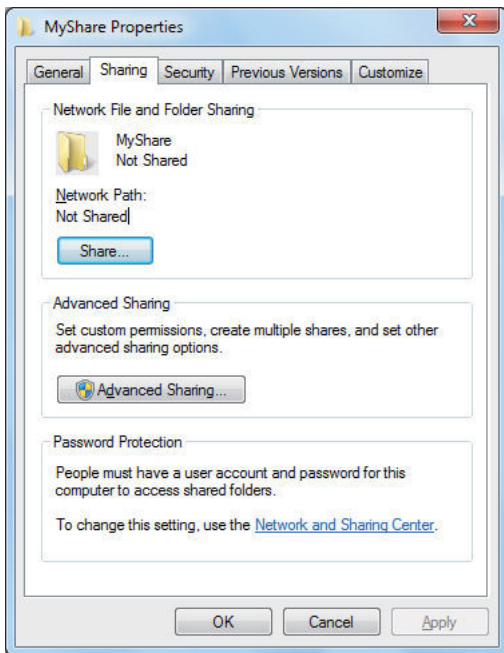 MyShare Properties
General Sharing Security Previous Versions Customize
Network File and Folder Sharing
MyShare
Not Shared
Network Path:
Not Shared
Share...
Advanced Sharing
Set custom permissions, create multiple shares, and set other
advanced sharing options.
Advanced Sharing...
Password Protection
People must have a user account and password for this
computer to access shared folders.
To change this setting, use the Network and Sharing Center.
OK Cancel Apply